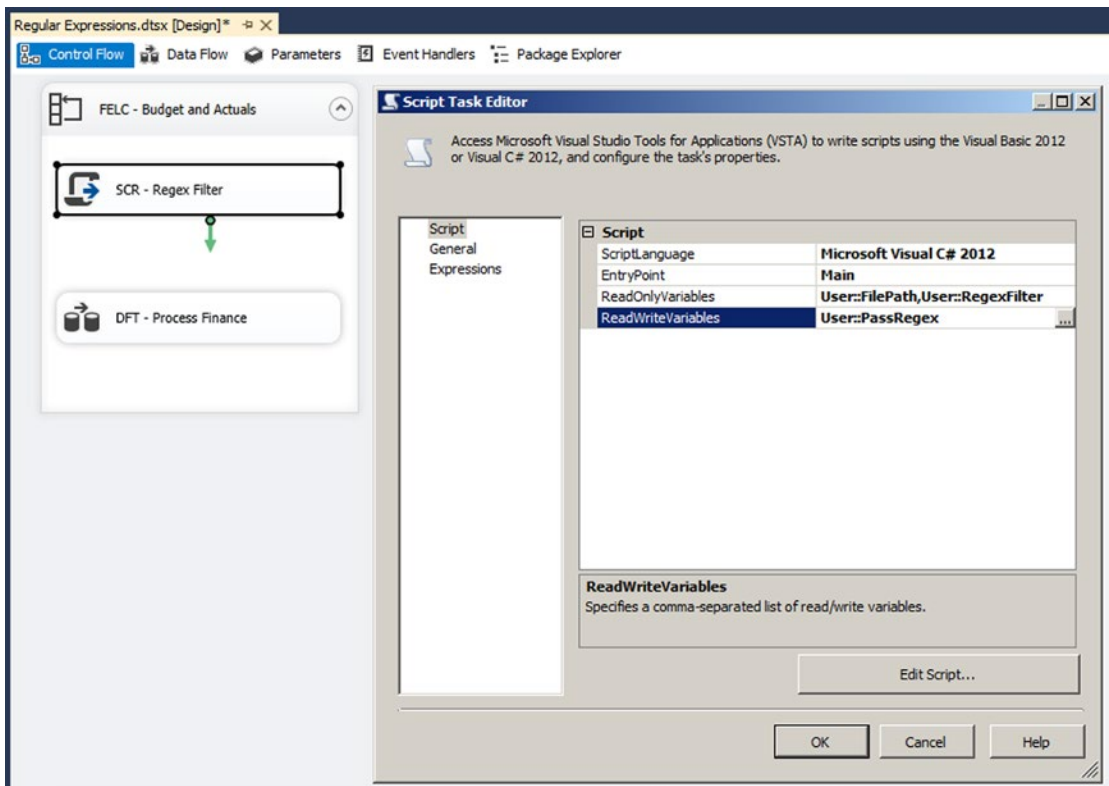 Regular Expressions.dtsx [Design]*
Control Flow Data Flow Parameters Event Handlers Package Explorer
FELC - Budget and Actuals
SCR - Regex Filter
DFT - Process Finance
Script Task Editor
Access Microsoft Visual Studio Tools for Applications (VSTA) to write scripts using the Visual Basic 2012
or Visual C# 2012, and configure the task's properties.
Script
General
Expressions
Script
ScriptLanguage Microsoft Visual C# 2012
EntryPoint Main
ReadOnlyVariables User::FilePath,User::RegexFilter
ReadWriteVariables User::PassRegex ...
ReadWriteVariables
Specifies a comma-separated list of read/write variables.
Edit Script...
OK Cancel Help